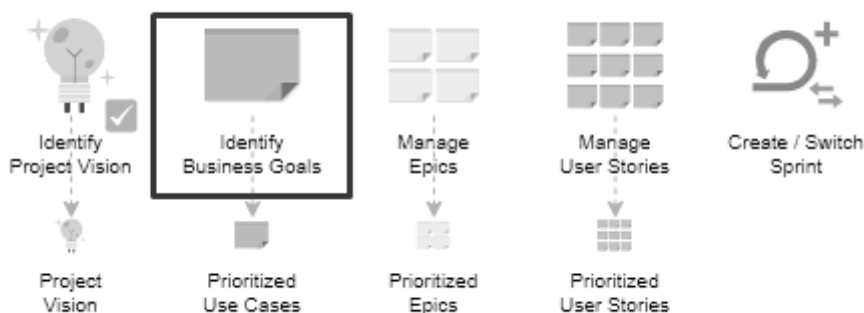 Identify
Project Vision
Identify
Business Goals
Manage
Epics
Manage
User Stories
Create / Switch
Sprint
Project
Vision
Prioritized
Use Cases
Prioritized
Epics
Prioritized
User Stories